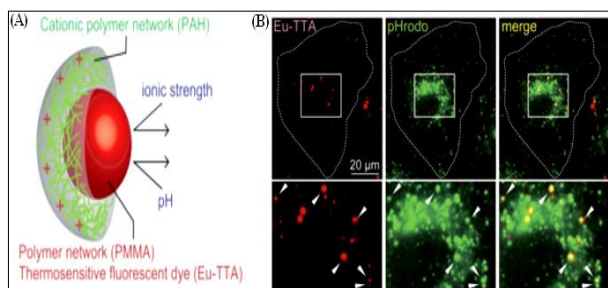 (A)
Cationic polymer network (PAH)
ionic strength
pH
Polymer network (PMMA)
Thermosensitive fluorescent dye (Eu-TTA)
(B)
Eu-TTA
pHrodo
merge
20 µm